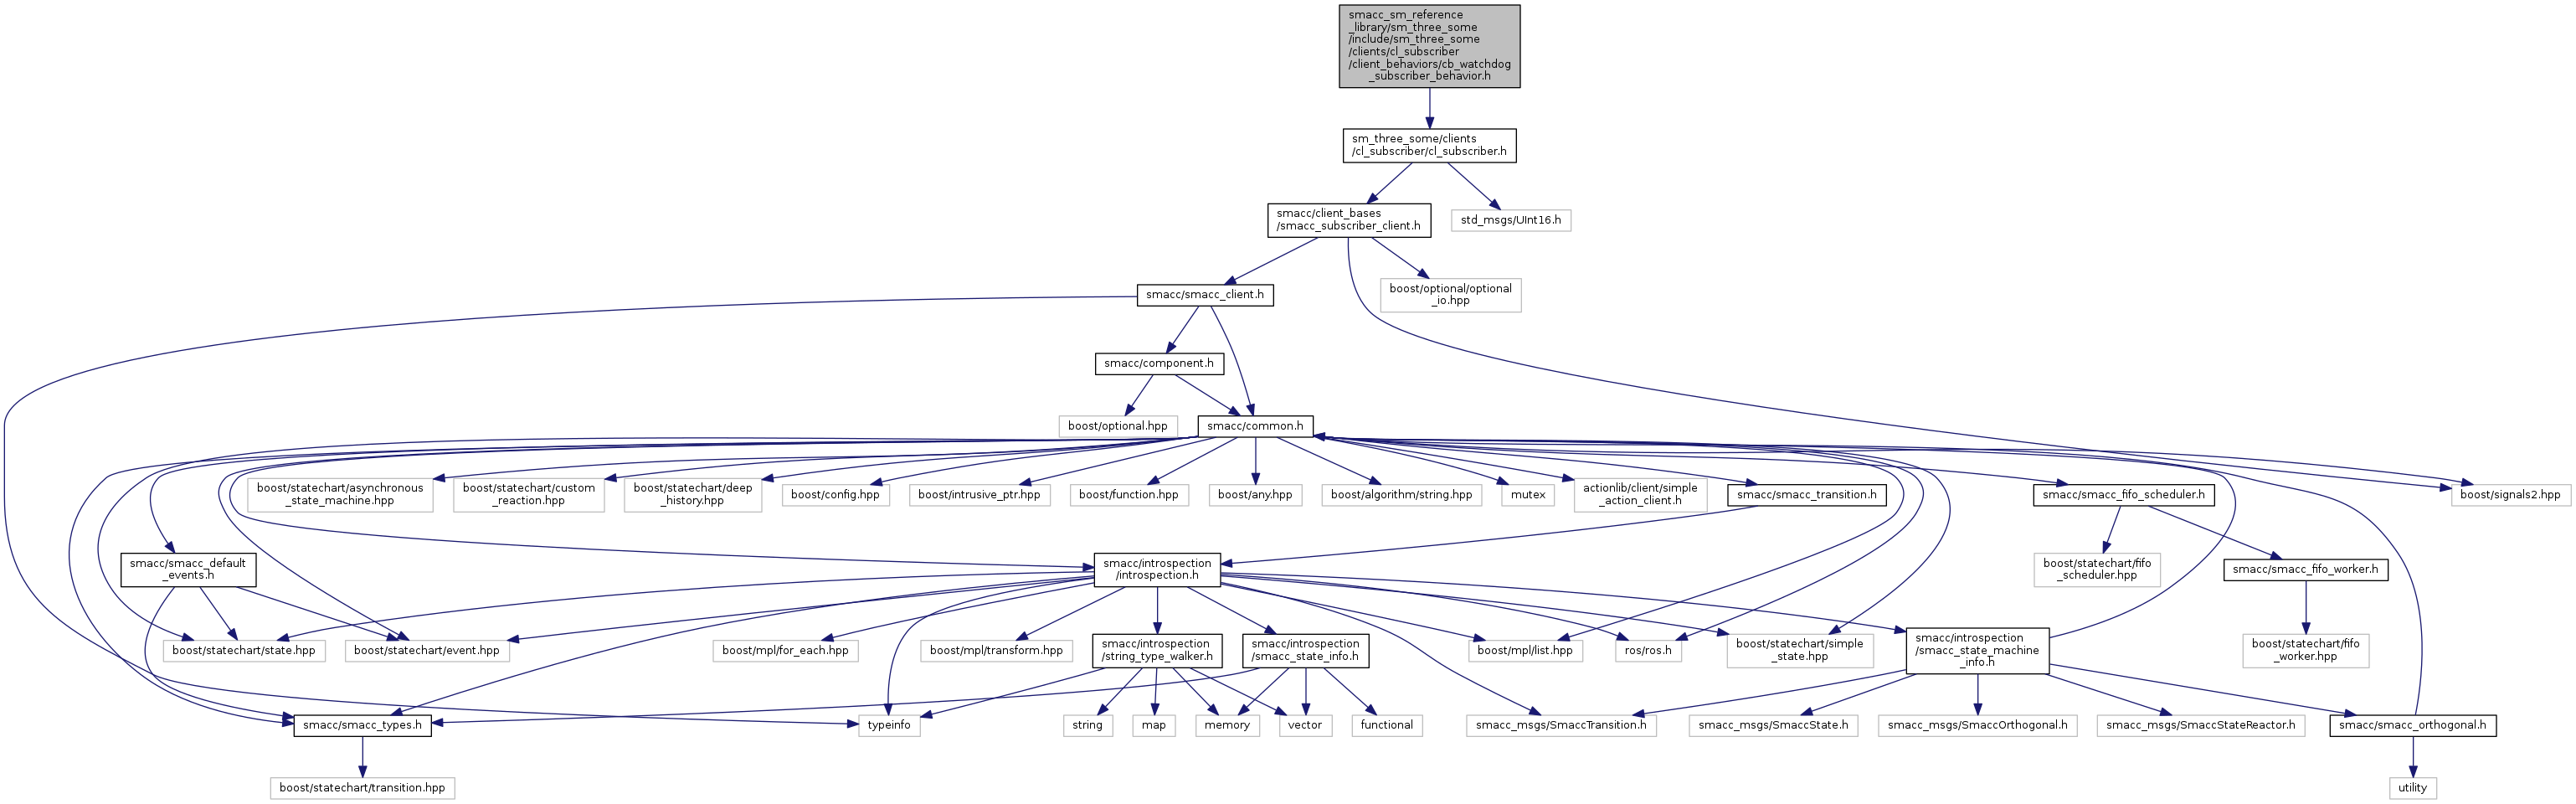 smacc_sm_reference
_library/sm_three_some
/include/sm_three_some
/clients/cl_subscriber
/client_behaviors/cb_watchdog
_subscriber_behavior.h
sm_three_some/clients
/cl_subscriber/cl_subscriber.h
smacc/client_bases
/smacc_subscriber_client.h
std_msgs/UInt16.h
smacc/smacc_client.h
boost/optional/optional
_io.hpp
smacc/component.h
boost/optional.hpp
smacc/common.h
boost/statechart/asynchronous
_state_machine.hpp
boost/statechart/custom
_reaction.hpp
boost/statechart/deep
_history.hpp
boost/config.hpp
boost/intrusive_ptr.hpp
boost/function.hpp
boost/any.hpp
boost/algorithm/string.hpp
mutex
actionlib/client/simple
_action_client.h
smacc/smacc_transition.h
smacc/smacc_fifo_scheduler.h
boost/signals2.hpp
smacc/smacc_default
_events.h
smacc/introspection
/introspection.h
boost/statechart/fifo
_scheduler.hpp
smacc/smacc_fifo_worker.h
boost/statechart/state.hpp
boost/statechart/event.hpp
boost/mpl/for_each.hpp
boost/mpl/transform.hpp
smacc/introspection
/string_type_walker.h
smacc/introspection
/smacc_state_info.h
boost/mpl/list.hpp
ros/ros.h
boost/statechart/simple
_state.hpp
smacc/introspection
/smacc_state_machine
_info.h
boost/statechart/fifo
_worker.hpp
smacc/smacc_types.h
typeinfo
string
map
memory
vector
functional
smacc_msgs/SmaccTransition.h
smacc_msgs/SmaccState.h
smacc_msgs/SmaccOrthogonal.h
smacc_msgs/SmaccStateReactor.h
smacc/smacc_orthogonal.h
boost/statechart/transition.hpp
utility